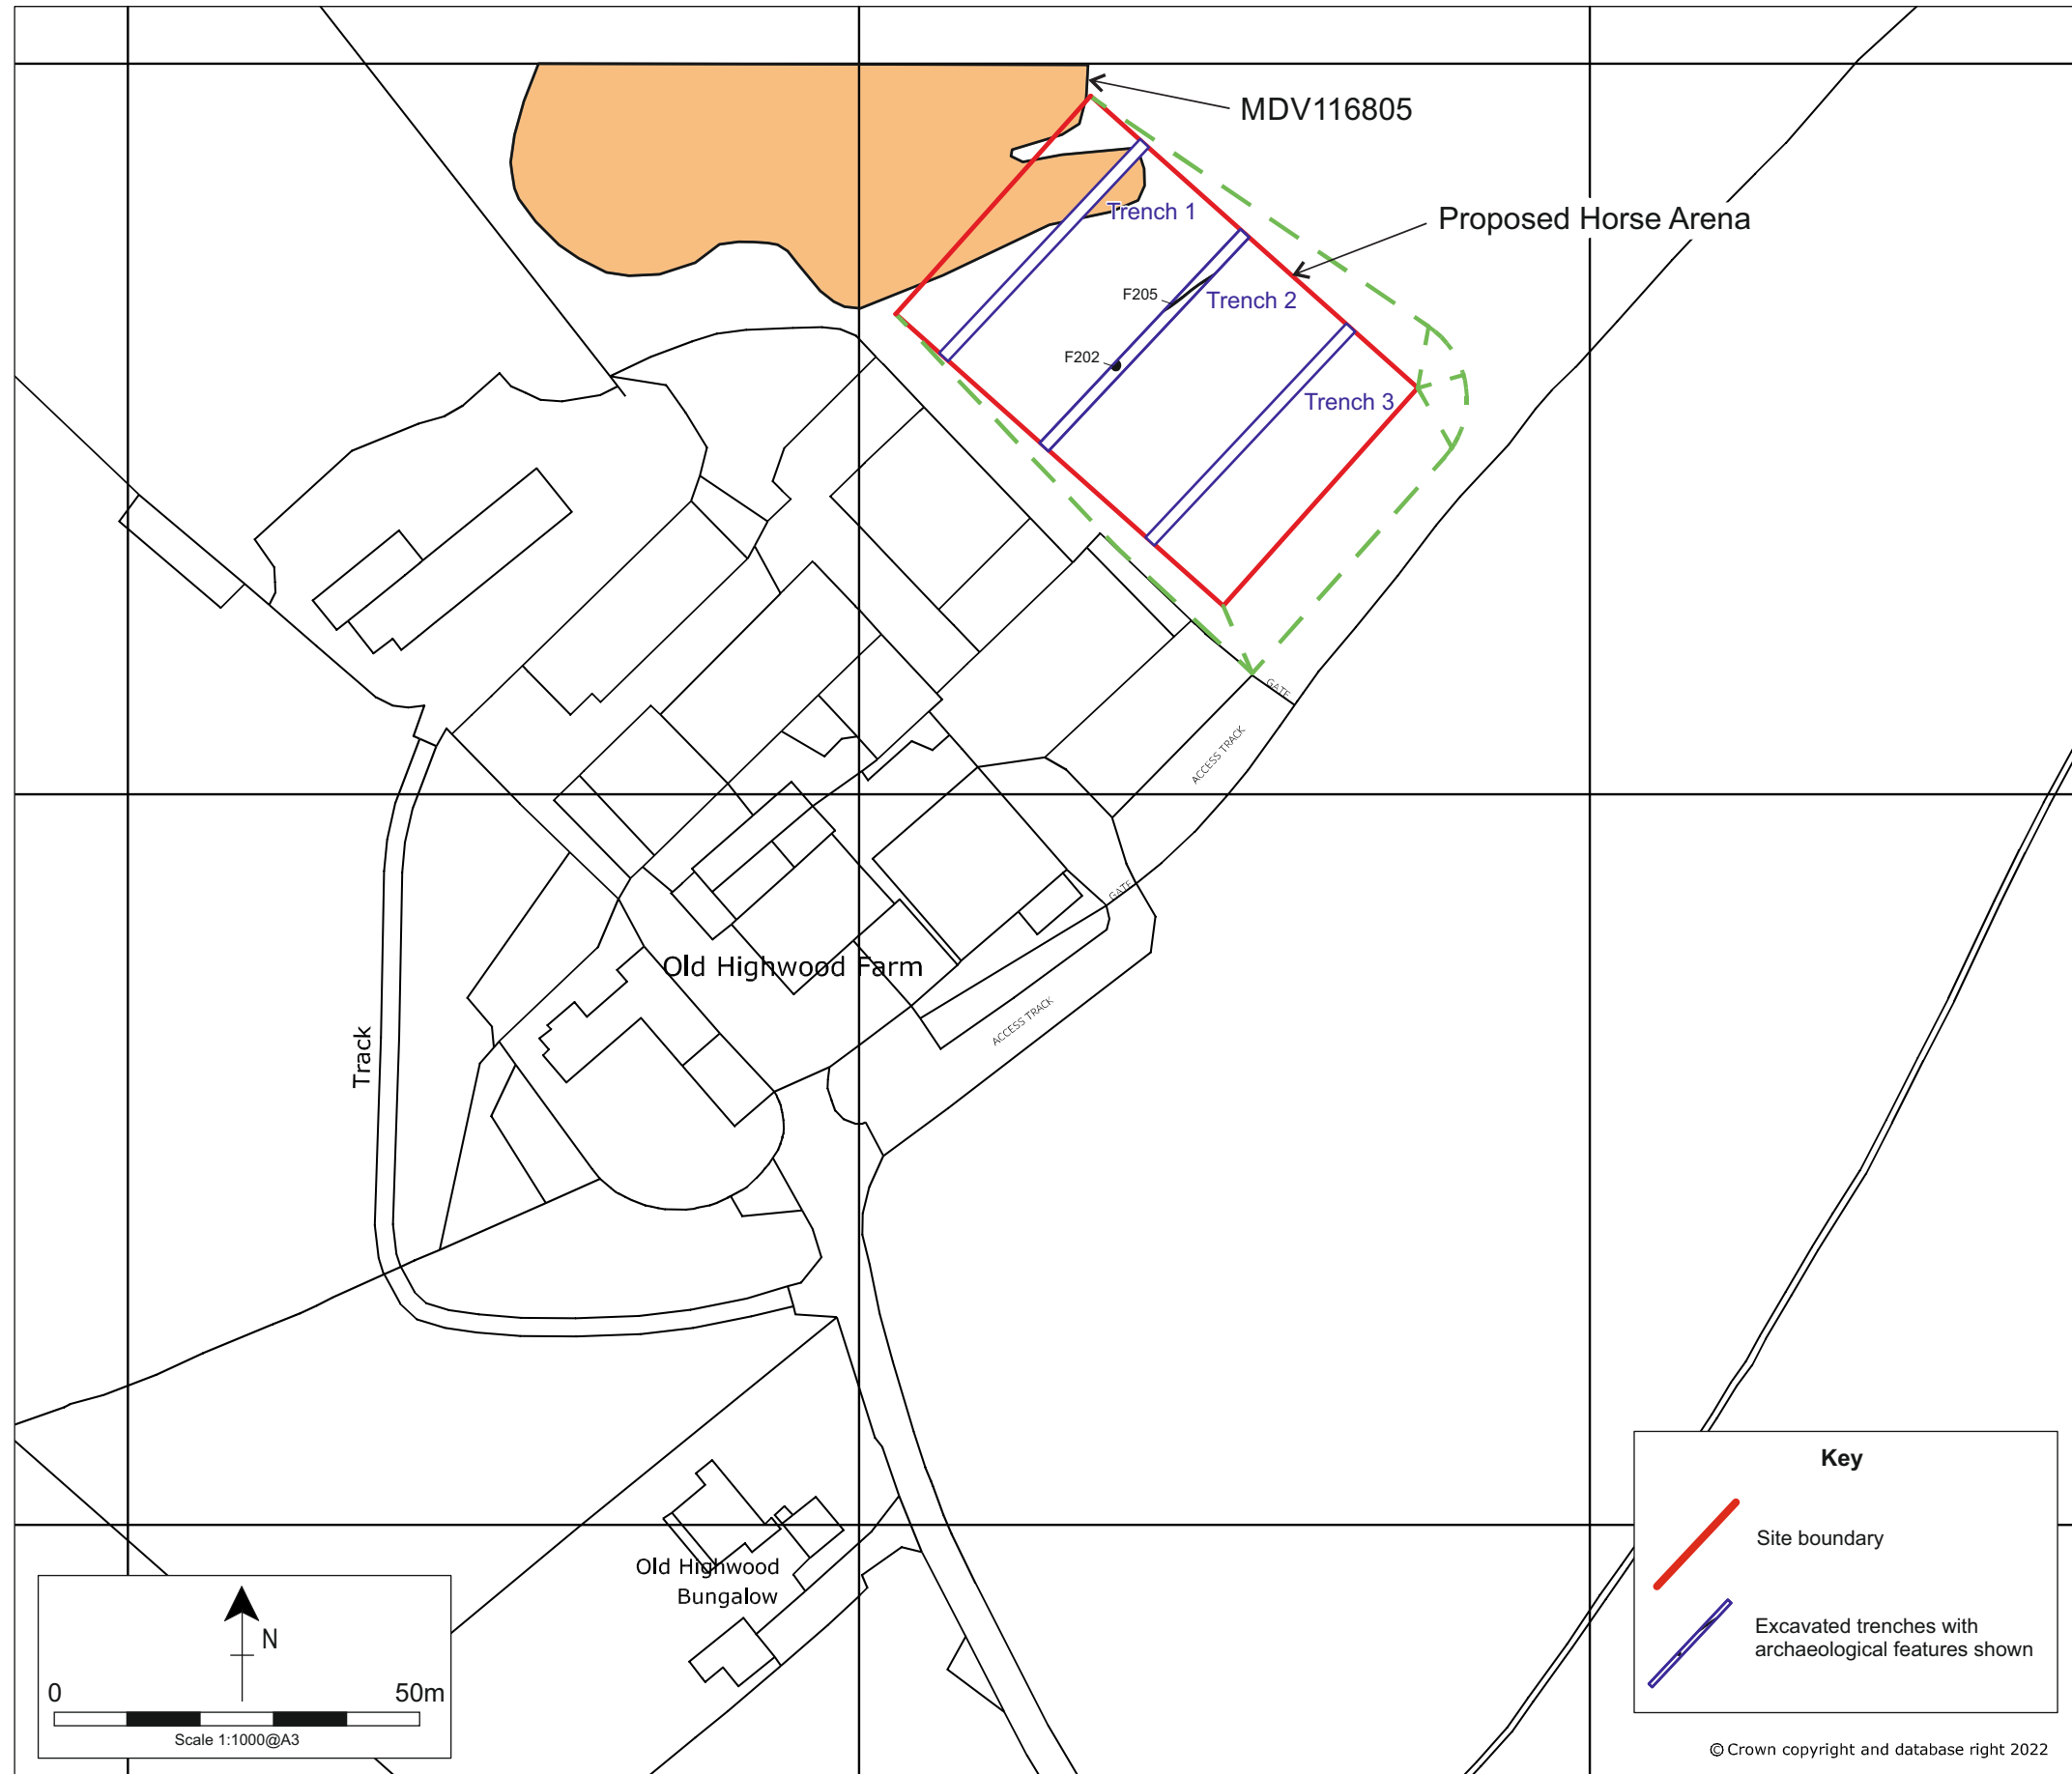 MDV116805
Proposed Horse Arena
Trench 1
F205
Trench 2
F202
Trench 3
GATE
ACCESS TRACK
GATE
Old Highwood Farm
ACCESS TRACK
Track
Old Highwood
Bungalow
Key
Site boundary
Excavated trenches with
archaeological features shown
N
0 50m
Scale 1:1000@A3
© Crown copyright and database right 2022